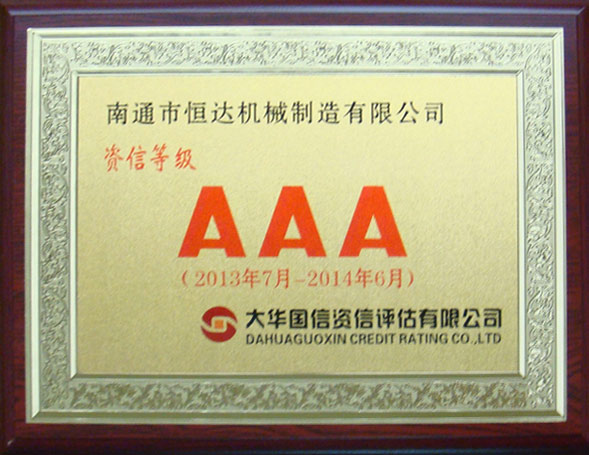 南通市恒达机械制造有限公司
资信等级
AAA
(2013年7月-2014年6月)
大华国信资信评估有限公司
DAHUAGUOXIN CREDIT RATING CO.,LTD